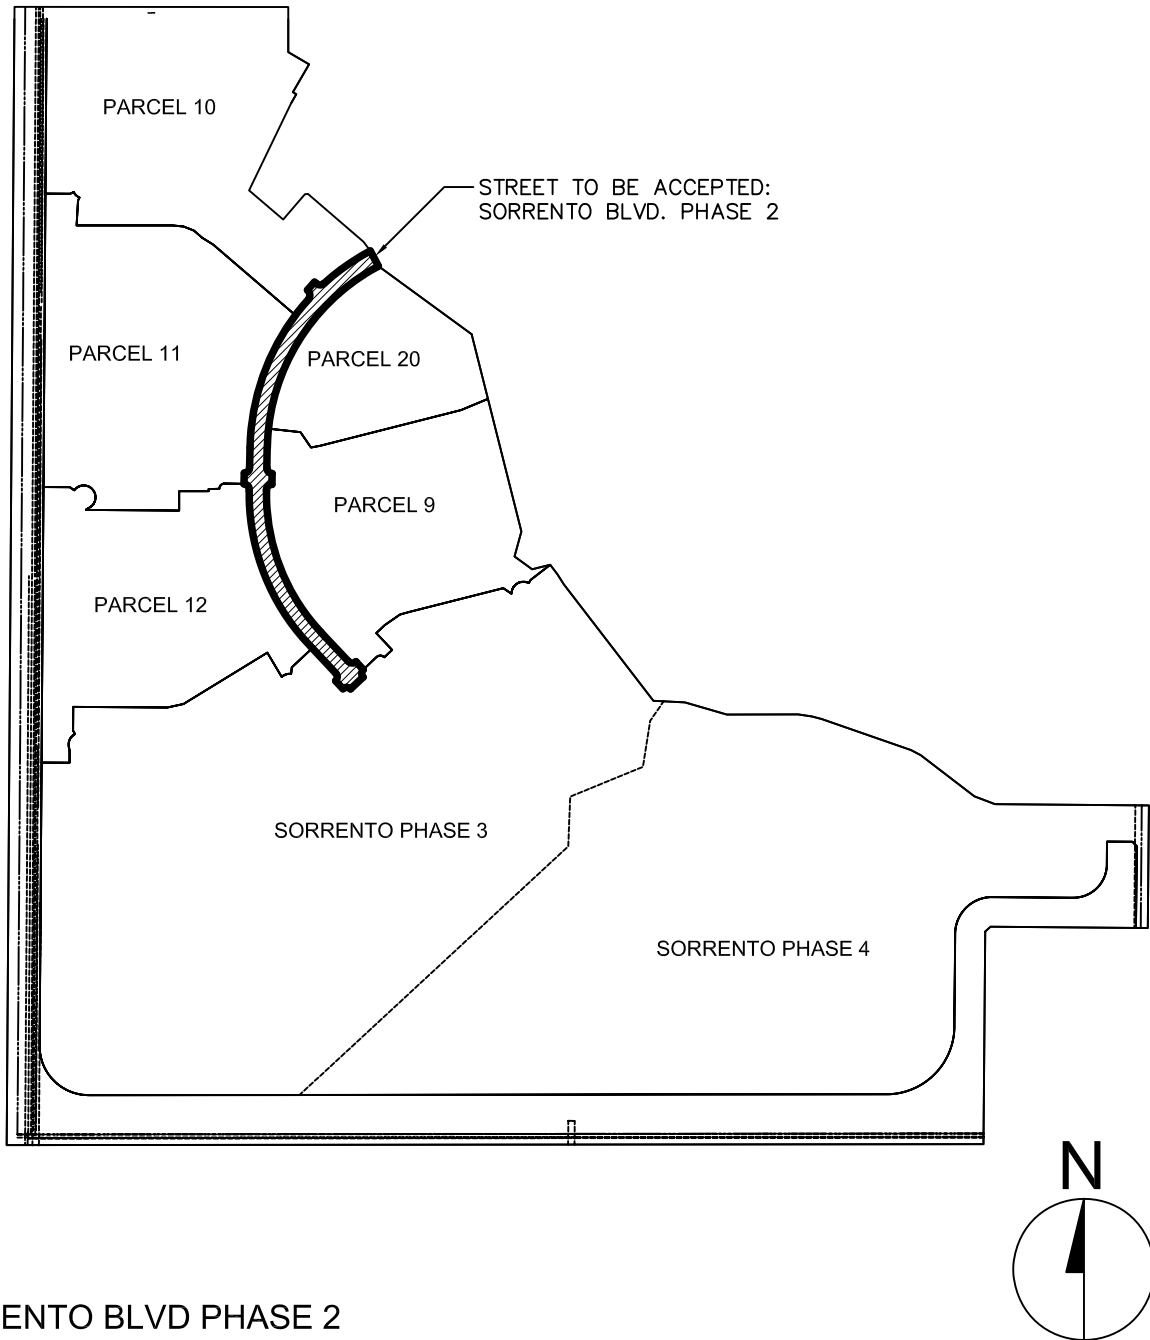 PARCEL 10
STREET TO BE ACCEPTED:
SORRENTO BLVD. PHASE 2
PARCEL 11
PARCEL 20
PARCEL 9
PARCEL 12
SORRENTO PHASE 3
SORRENTO PHASE 4
N
ENTO BLVD PHASE 2